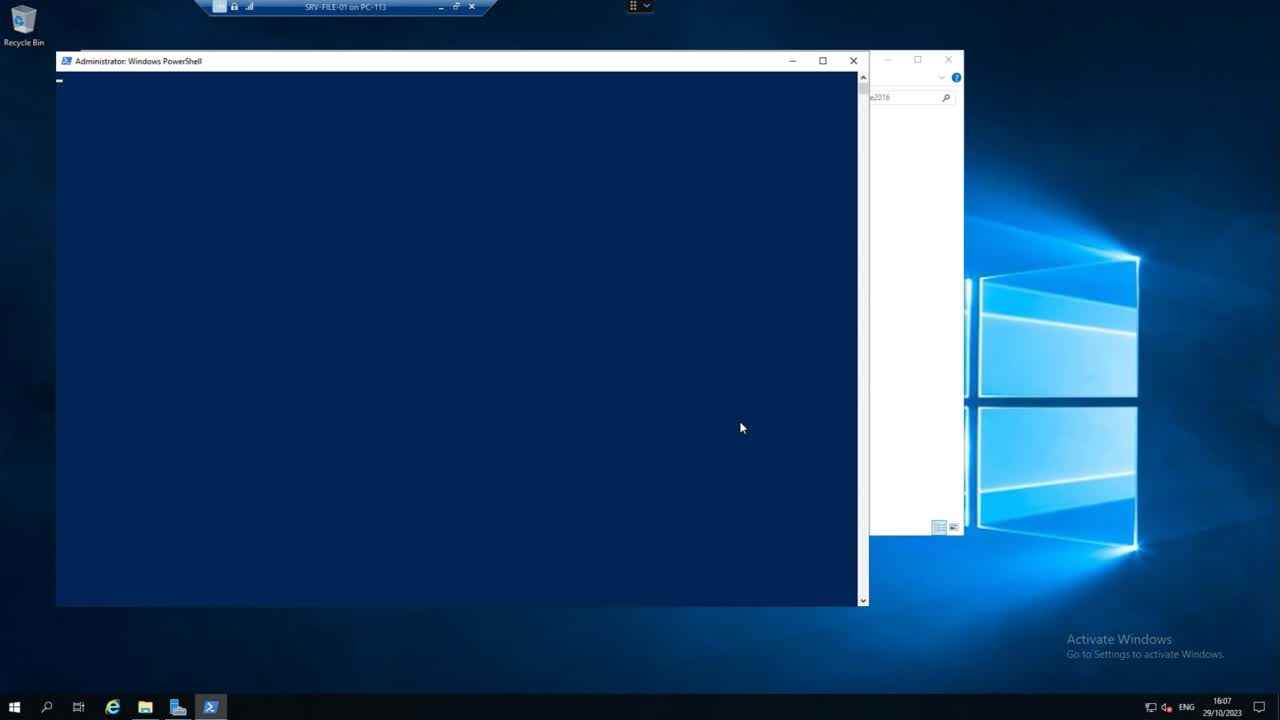 SRV-FILE-01 on PC-113
Recycle Bin
Administrator: Windows PowerShell
Activate Windows
Go to Settings to activate Windows.
ENG
16:07
29/10/2023